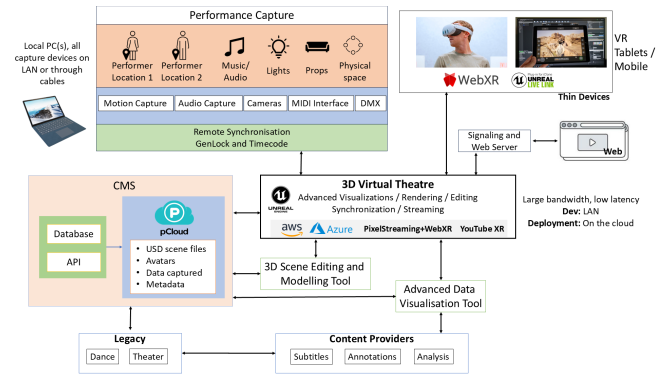 Performance Capture
Local PC(s), all
capture devices on
LAN or through
cables
Performer
Location 1
Performer
Location 2
Music/
Audio
Lights
Props
Physical
space
Motion Capture
Audio Capture
Cameras
MIDI Interface
DMX
Remote Synchronisation
GenLock and Timecode
VR
Tablets /
Mobile
WebXR
UNREAL
LIVE LINK
Thin Devices
Signaling and
Web Server
Web
CMS
Database
API
pCloud
• USD scene files
• Avatars
• Data captured
• Metadata
3D Virtual Theatre
Advanced Visualizations / Rendering / Editing
Synchronization / Streaming
UNREAL
aws
Azure
PixelStreaming+WebXR
YouTube XR
Large bandwidth, low latency
Dev: LAN
Deployment: On the cloud
3D Scene Editing and
Modelling Tool
Advanced Data
Visualisation Tool
Legacy
Dance
Theater
Content Providers
Subtitles
Annotations
Analysis